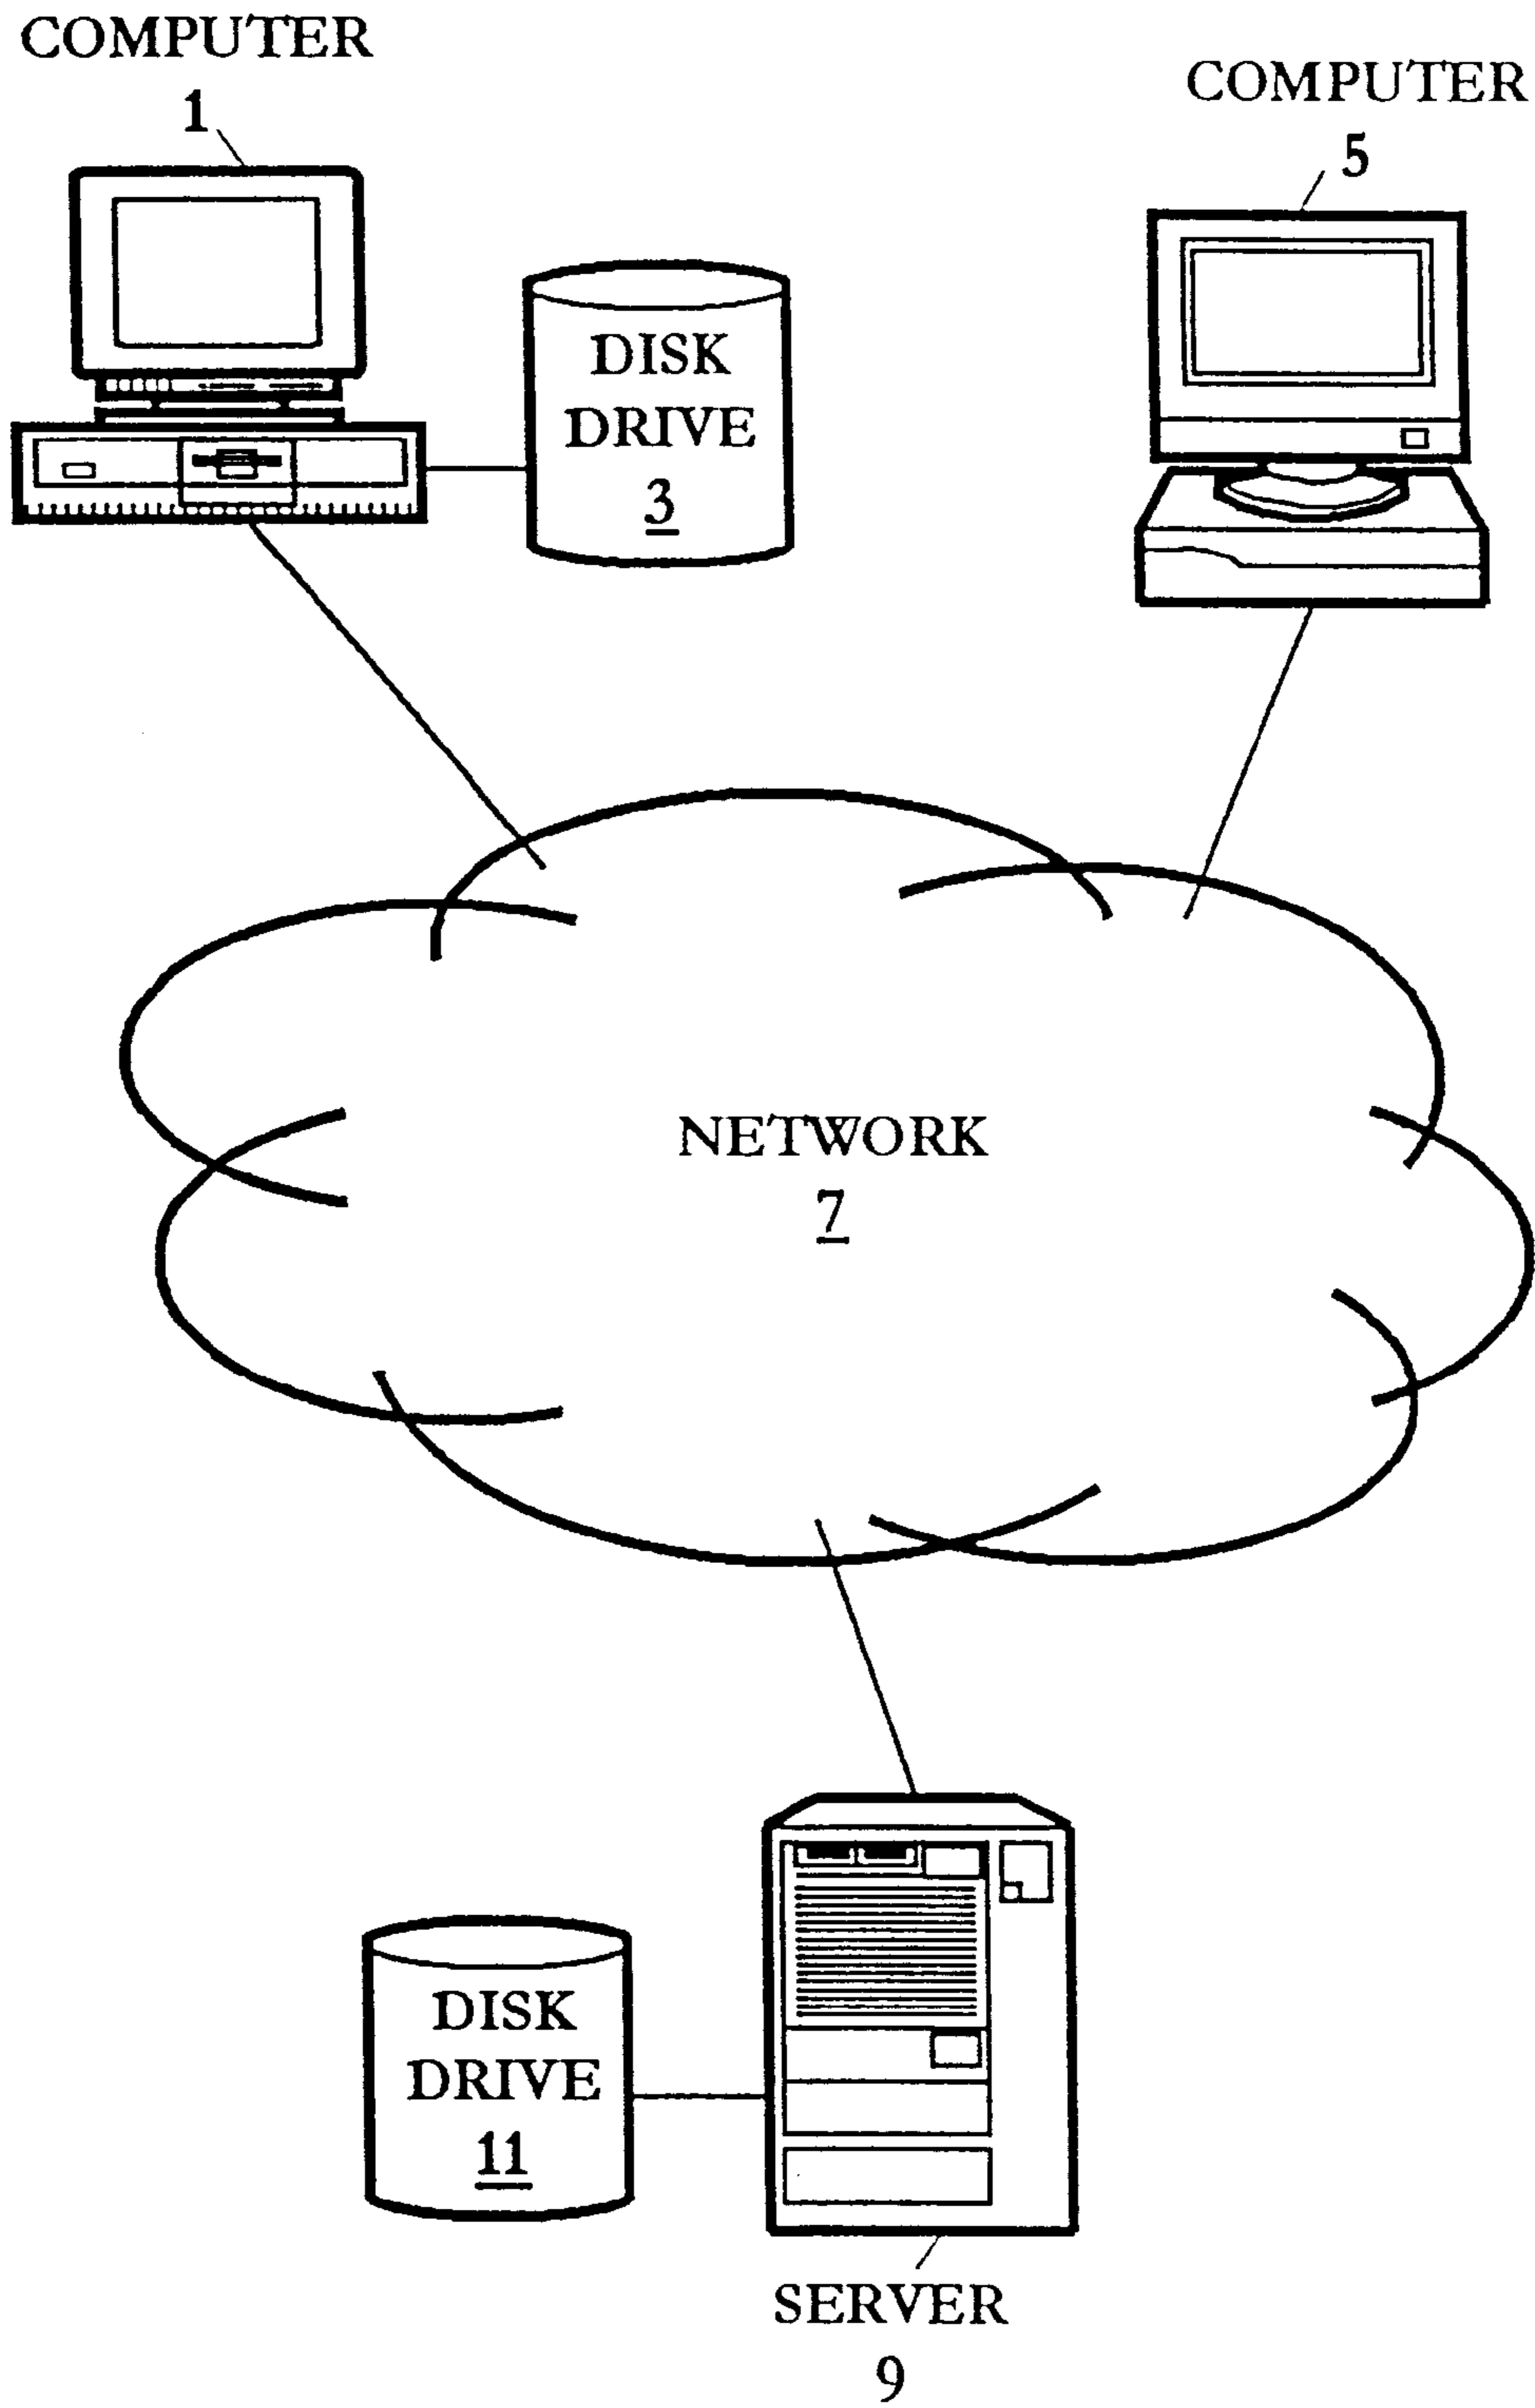 COMPUTER
1
COMPUTER
5
DISK
DRIVE
3
NETWORK
7
DISK
DRIVE
11
SERVER
9